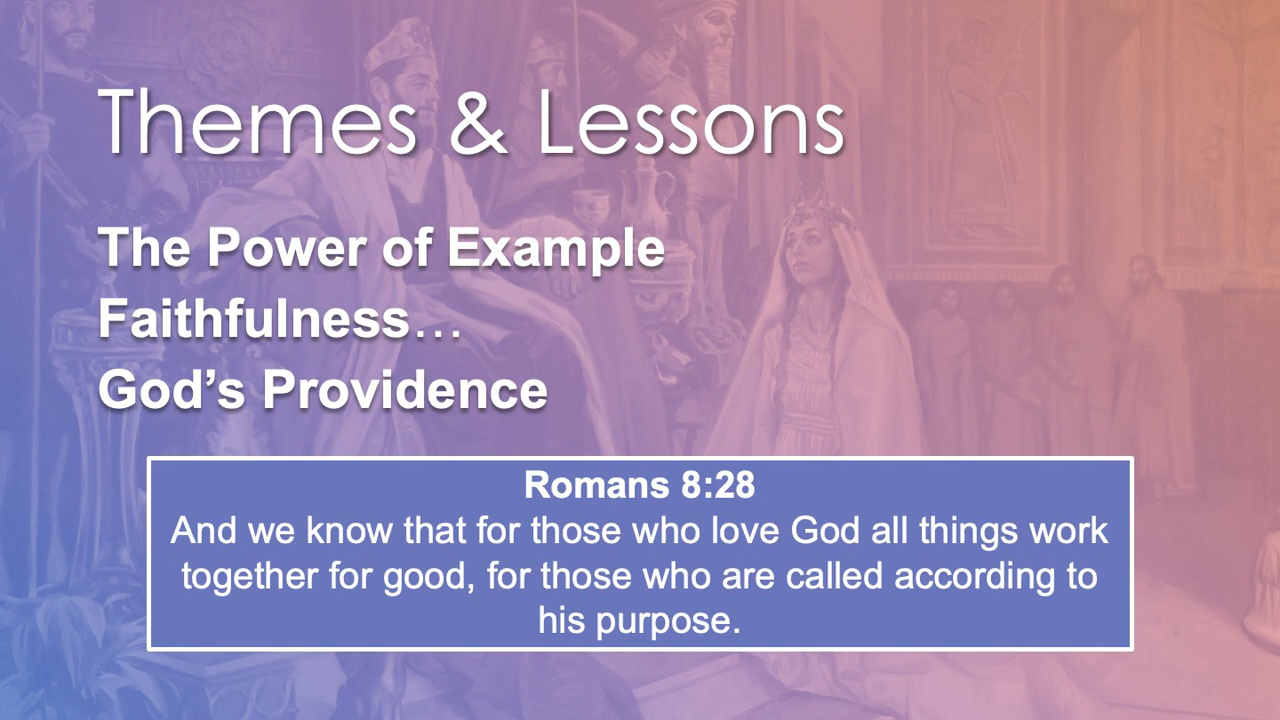 Themes & Lessons
The Power of Example
Faithfulness…
God’s Providence
Romans 8:28
And we know that for those who love God all things work
together for good, for those who are called according to
his purpose.